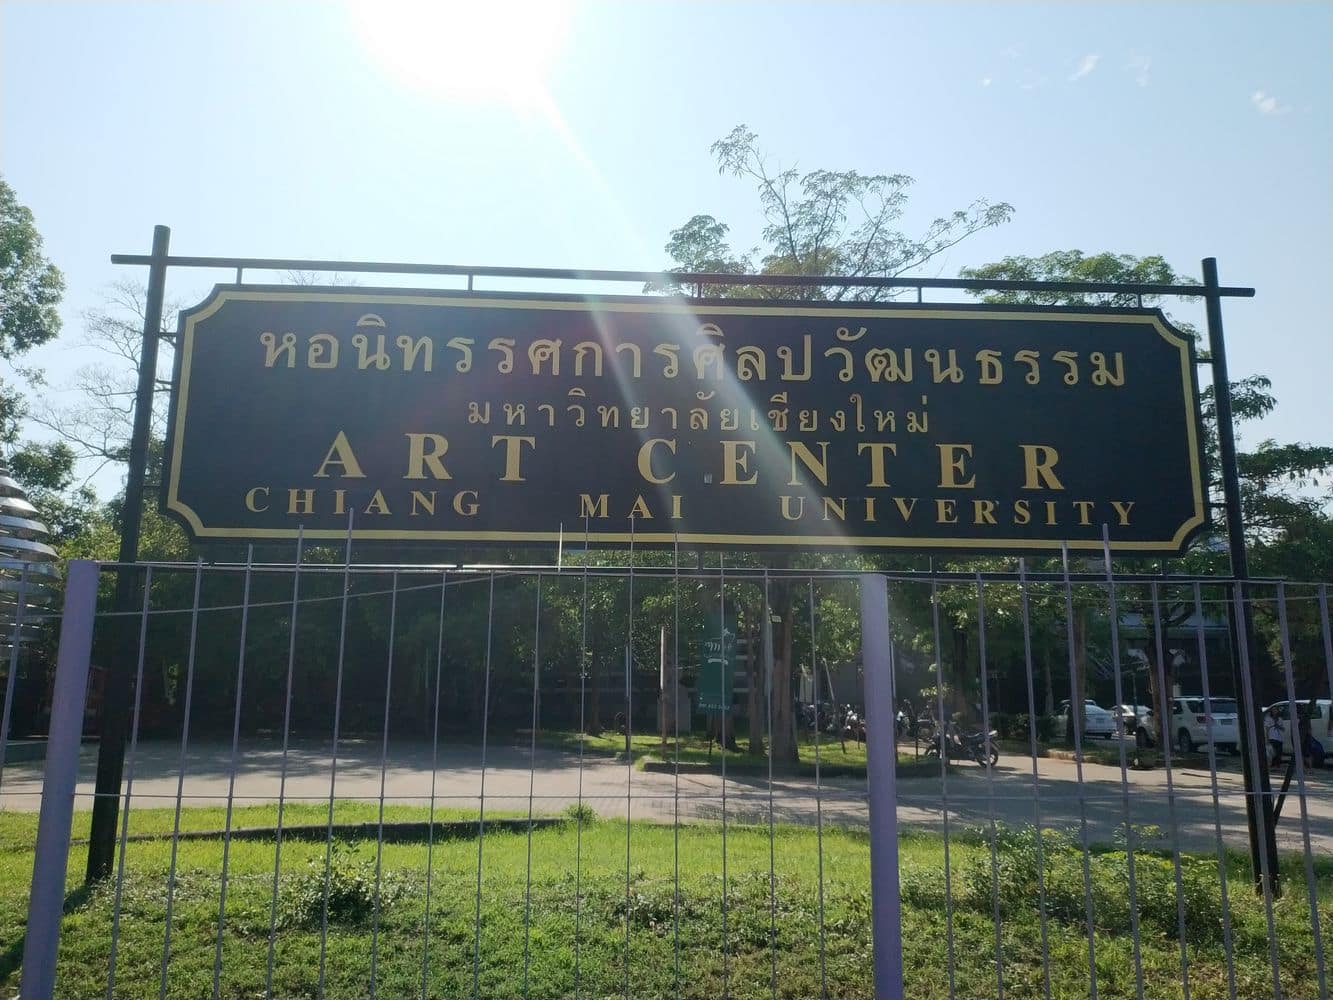 หอนิทรรศการศิลปวัฒนธรรม
มหาวิทยาลัยเชียงใหม่
ART CENTER
CHIANG MAI UNIVERSITY